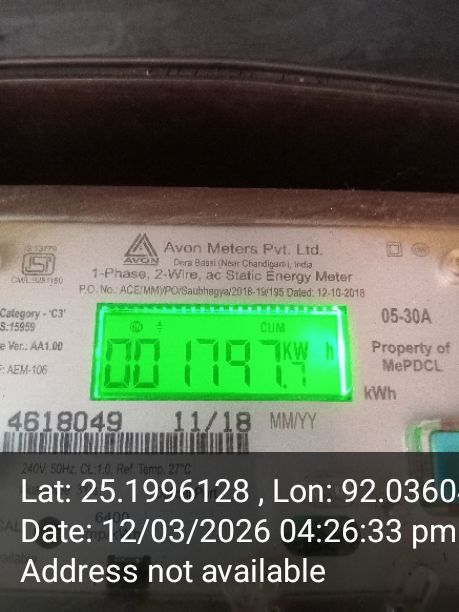 IS:13779
AVON
Avon Meters Pvt. Ltd.
Dera Bassi (Near Chandigarh), India
1-Phase, 2-Wire, ac Static Energy Meter
P.O. No.: ACE(MM)/PO/Saubhagya/2018-19/195 Dated: 12-10-2018
Category - 'C3'
S:15959
e Ver.: AA1.00
F: AEM-106
CUM
001797.7 KW h
05-30A
Property of
MePDCL
kWh
4618049 11/18 MM/YY
240V, 50Hz, CL:1.0, Ref. Temp. 27°C
6400
Lat: 25.1996128 , Lon: 92.0360
Date: 12/03/2026 04:26:33 pm
Address not available